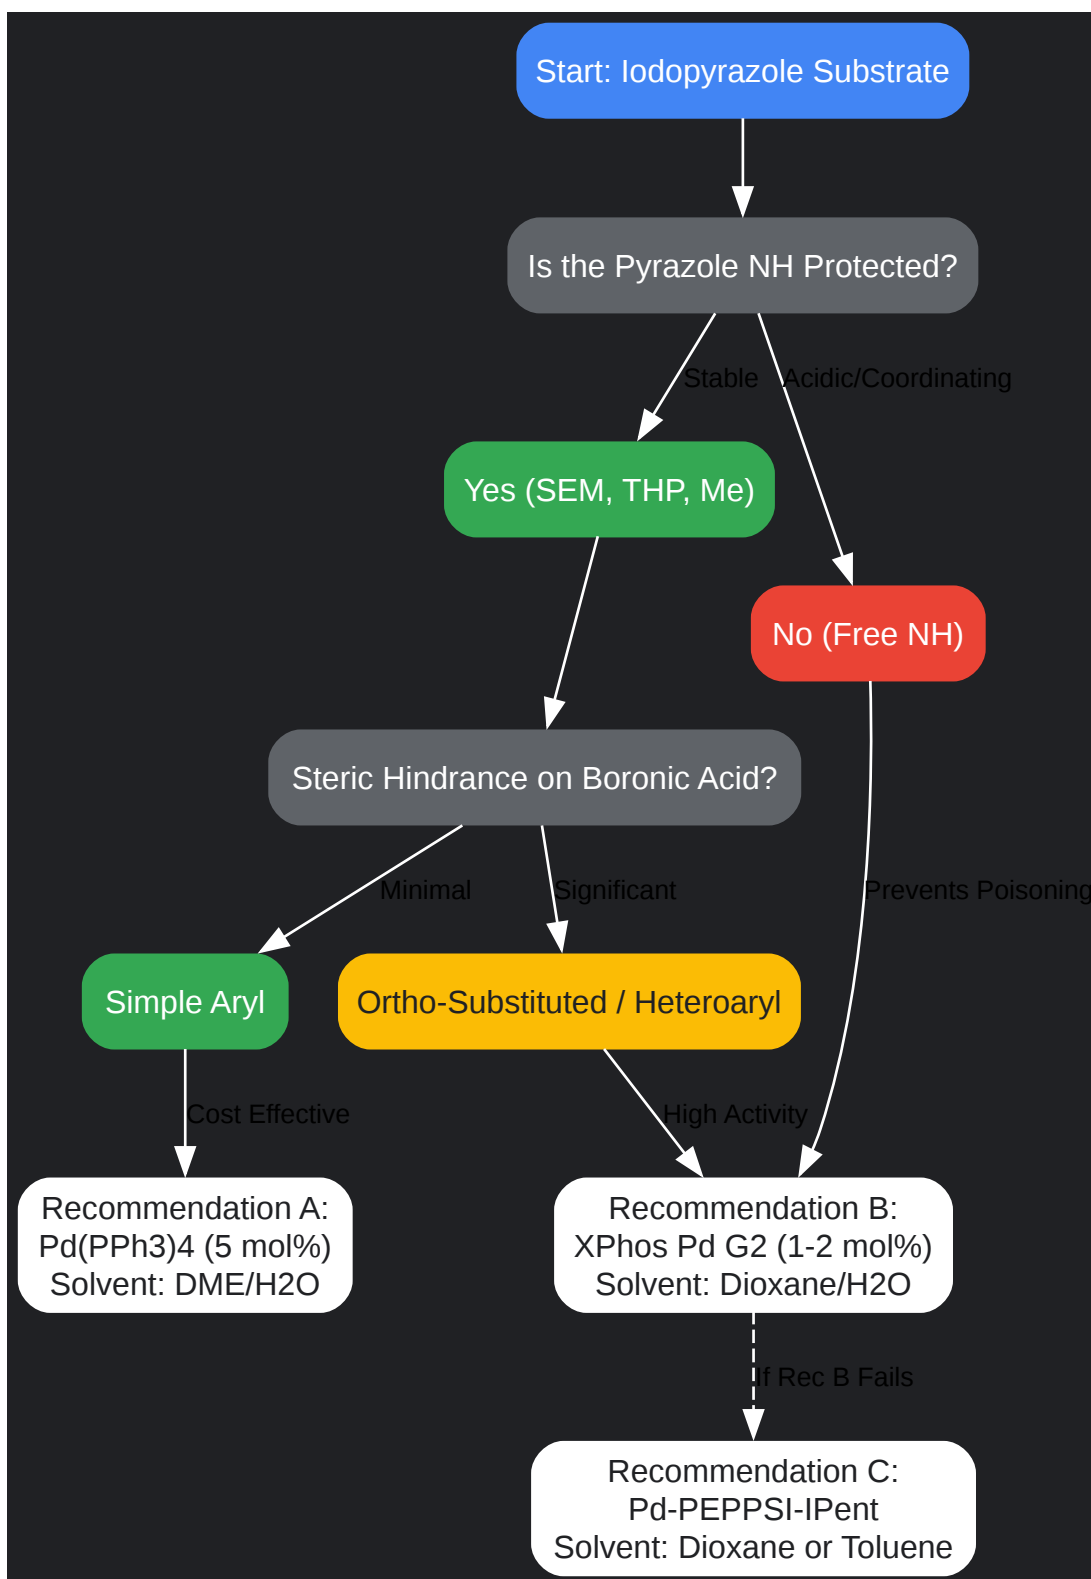 Start: Iodopyrazole Substrate
Is the Pyrazole NH Protected?
Stable
Acidic/Coordinating
Yes (SEM, THP, Me)
No (Free NH)
Steric Hindrance on Boronic Acid?
Minimal
Significant
Prevents Poisoning
Simple Aryl
Ortho-Substituted / Heteroaryl
Cost Effective
High Activity
Recommendation A:
Pd(PPh3)4 (5 mol%)
Solvent: DME/H2O
Recommendation B:
XPhos Pd G2 (1-2 mol%)
Solvent: Dioxane/H2O
If Rec B Fails
Recommendation C:
Pd-PEPPSI-IPent
Solvent: Dioxane or Toluene